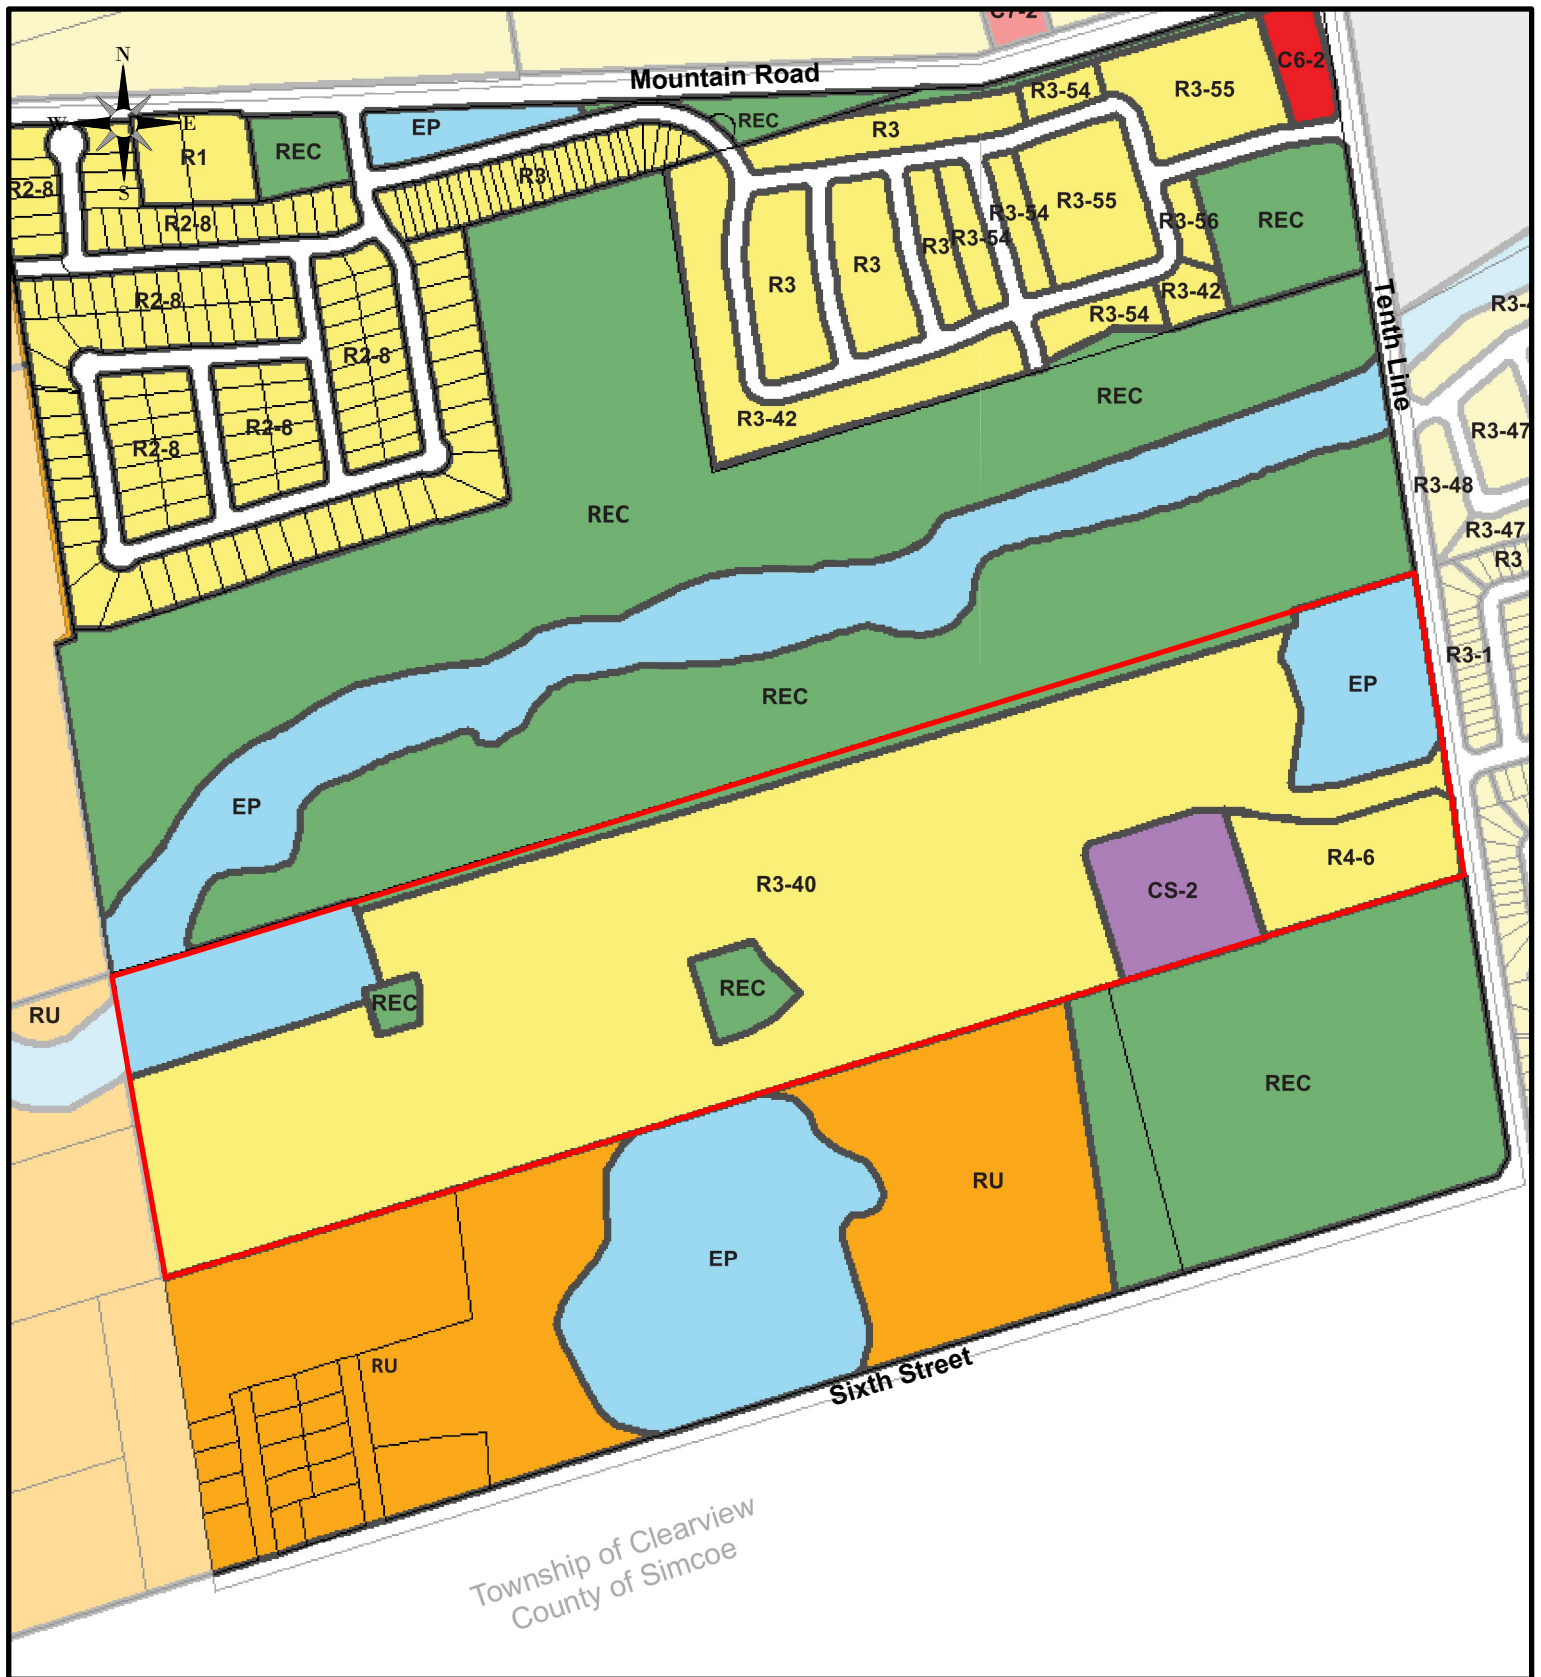 C7-2
N
Mountain Road
C6-2
R3-54
R3-55
W
E
EP
REC
R3
R1
REC
R2-8
S
R3
R2-8
R3-54
R3-55
R3-56
REC
R3
R3-54
R3
R3
R3-42
R3-54
R3-4
R2-8
R2-8
Tenth Line
REC
R3-42
R2-8
R2-8
R3-47
R3-48
REC
R3-47
R3
R3-1
EP
REC
EP
R3-40
R4-6
CS-2
REC
REC
RU
REC
RU
EP
RU
Sixth Street
Township of Clearview
County of Simcoe